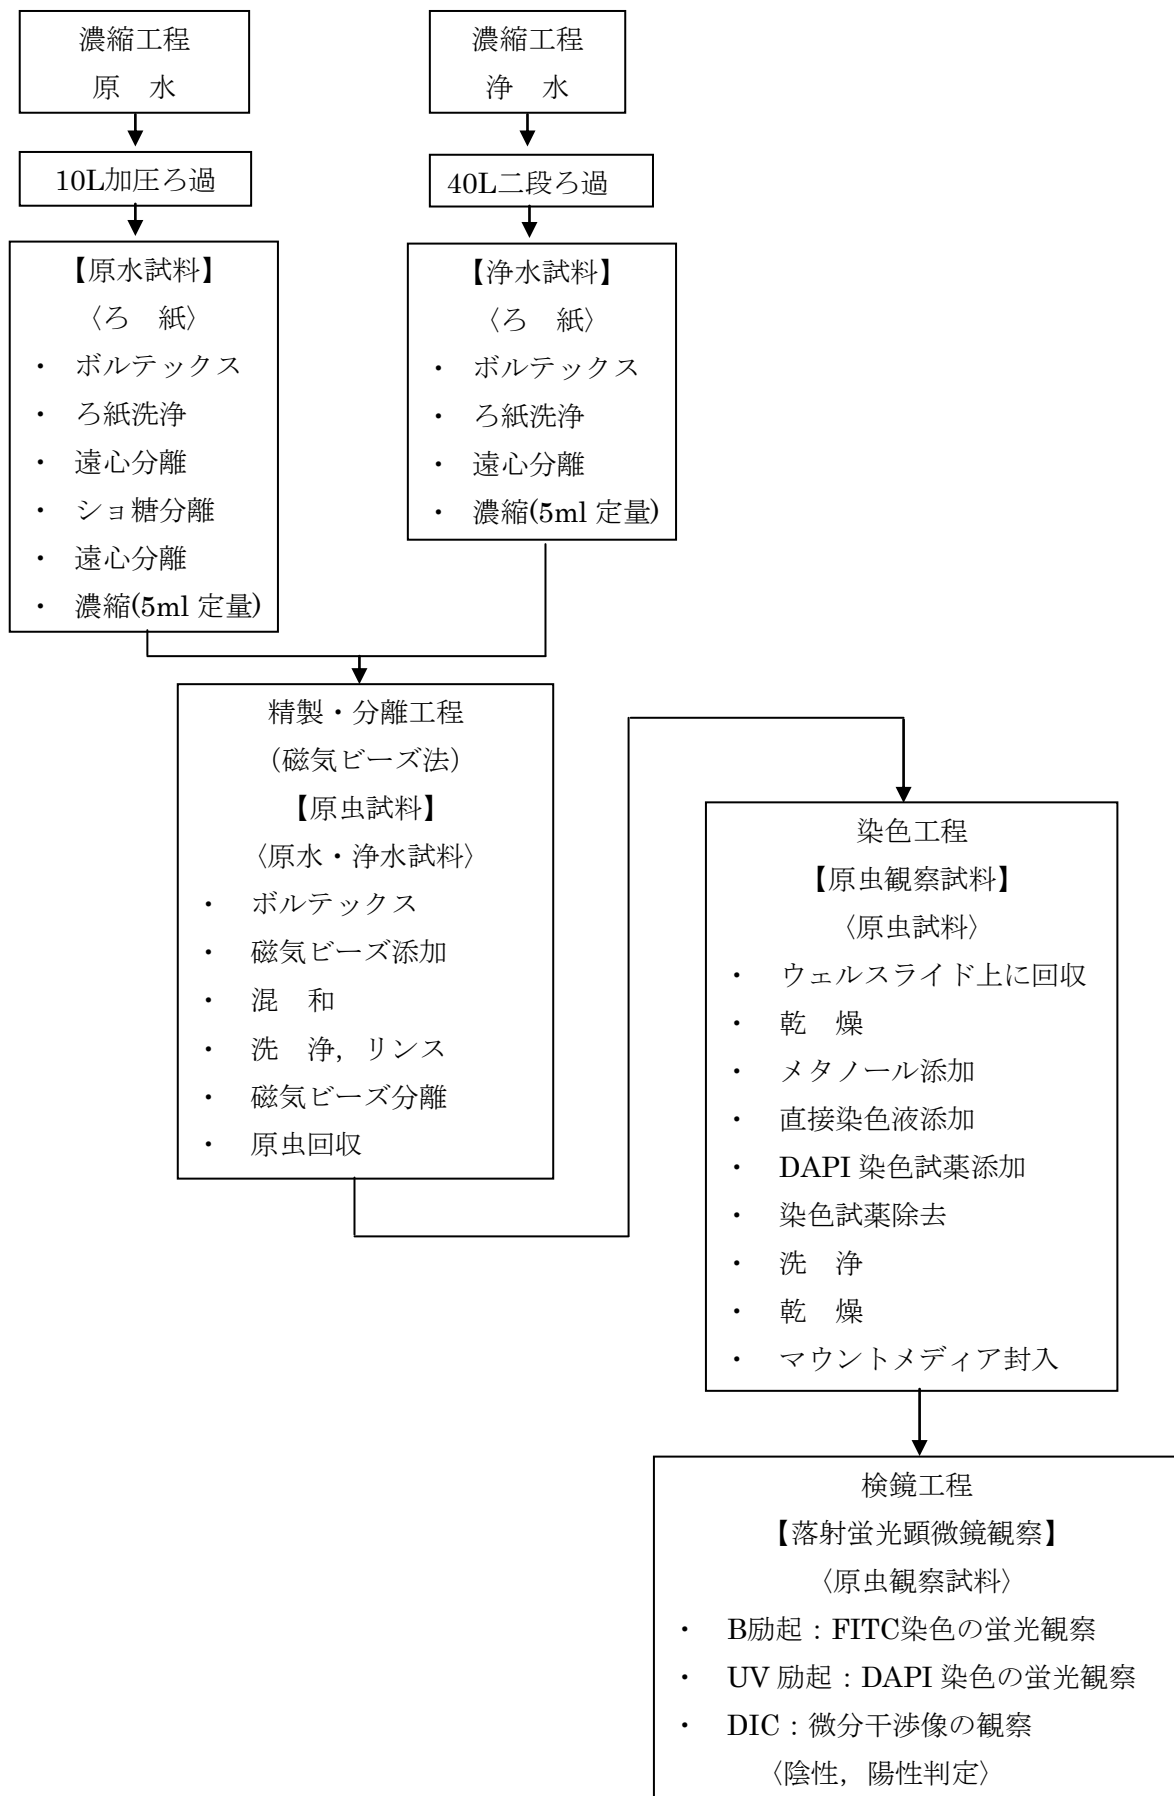 濃縮工程
原　水
10L加圧ろ過
【原水試料】
〈ろ　紙〉
・ ボルテックス
・ ろ紙洗浄
・ 遠心分離
・ ショ糖分離
・ 遠心分離
・ 濃縮(5ml 定量)
濃縮工程
浄　水
40L二段ろ過
【浄水試料】
〈ろ　紙〉
・ ボルテックス
・ ろ紙洗浄
・ 遠心分離
・ 濃縮(5ml 定量)
精製・分離工程
（磁気ビーズ法）
【原虫試料】
〈原水・浄水試料〉
・ ボルテックス
・ 磁気ビーズ添加
・ 混　和
・ 洗　浄，リンス
・ 磁気ビーズ分離
・ 原虫回収
染色工程
【原虫観察試料】
〈原虫試料〉
・ ウェルスライド上に回収
・ 乾　燥
・ メタノール添加
・ 直接染色液添加
・ DAPI 染色試薬添加
・ 染色試薬除去
・ 洗　浄
・ 乾　燥
・ マウントメディア封入
検鏡工程
【落射蛍光顕微鏡観察】
〈原虫観察試料〉
・ B励起：FITC染色の蛍光観察
・ UV 励起：DAPI 染色の蛍光観察
・ DIC：微分干渉像の観察
〈陰性，陽性判定〉